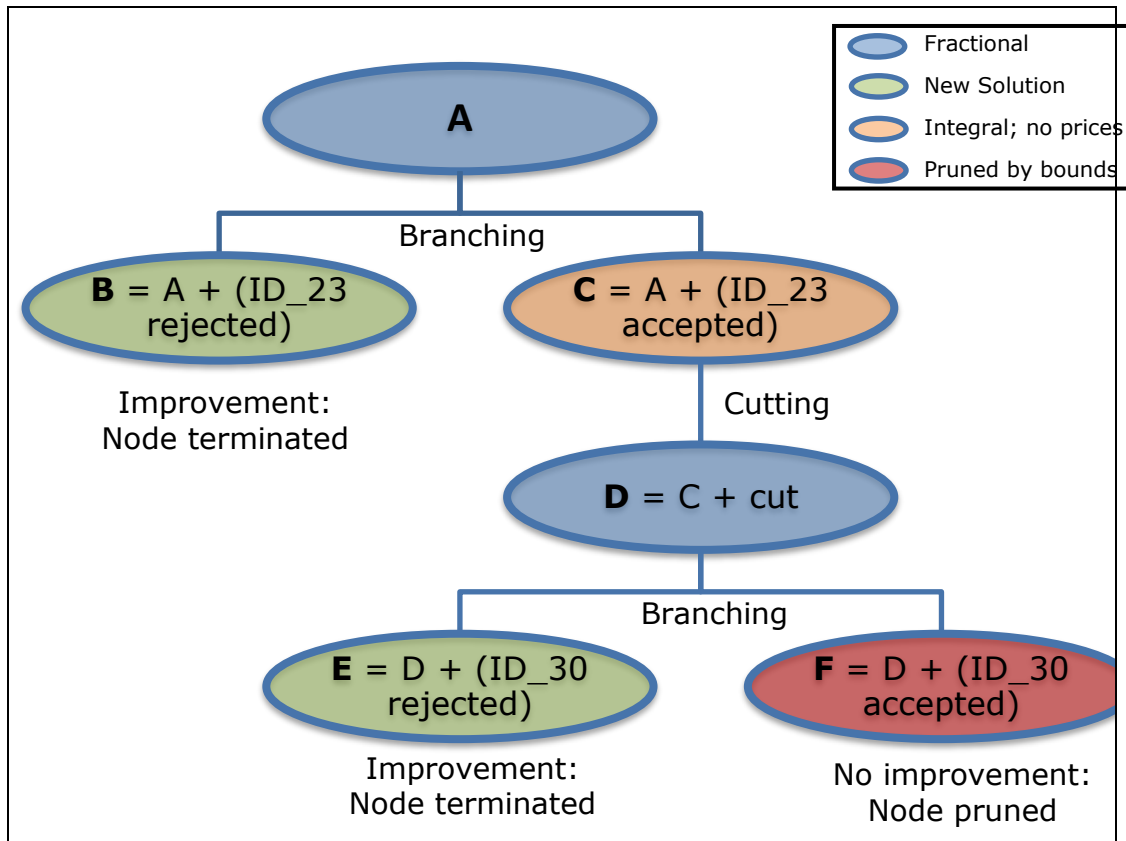 Fractional
New Solution
Integral; no prices
Pruned by bounds
A
Branching
B = A + (ID_23
rejected)
C = A + (ID_23
accepted)
Improvement:
Node terminated
Cutting
D = C + cut
Branching
E = D + (ID_30
rejected)
F = D + (ID_30
accepted)
Improvement:
Node terminated
No improvement:
Node pruned